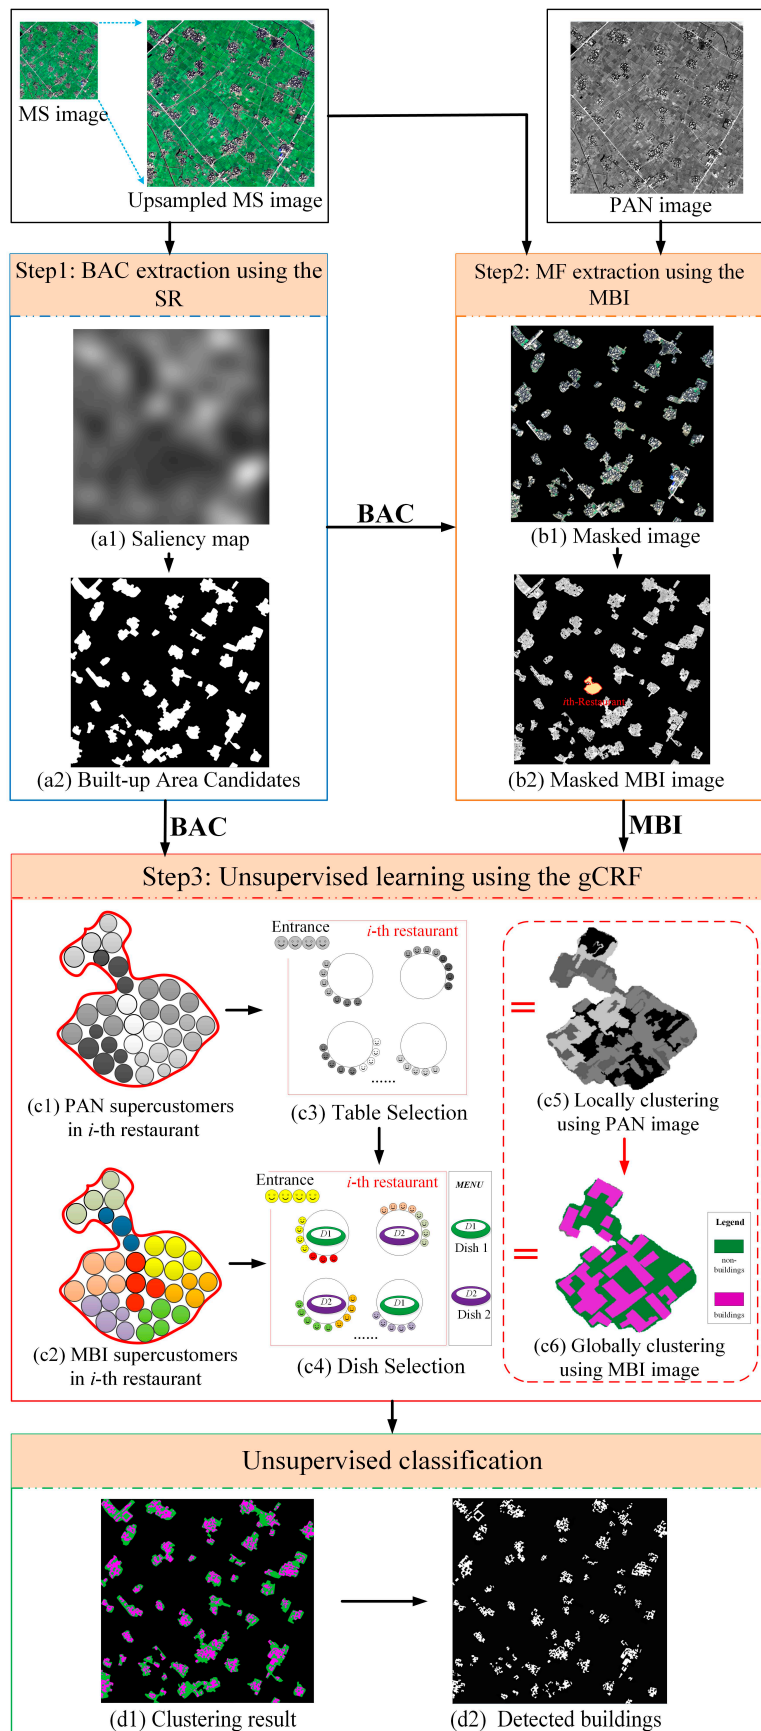 MS image
Upsampled MS image
PAN image
Step1: BAC extraction using the
SR
Step2: MF extraction using the
MBI
(a1) Saliency map
BAC
(b1) Masked image
ith-Restaurant
(a2) Built-up Area Candidates
(b2) Masked MBI image
BAC
MBI
Step3: Unsupervised learning using the gCRF
Entrance
i-th restaurant
......
(c1) PAN supercustomers
in i-th restaurant
(c3) Table Selection
(c5) Locally clustering
using PAN image
Entrance
i-th restaurant
D1
D2
D2
D1
......
MENU
D1
Dish 1
D2
Dish 2
Legend
non-
buildings
buildings
(c2) MBI supercustomers
in i-th restaurant
(c4) Dish Selection
(c6) Globally clustering
using MBI image
Unsupervised classification
(d1) Clustering result
(d2) Detected buildings